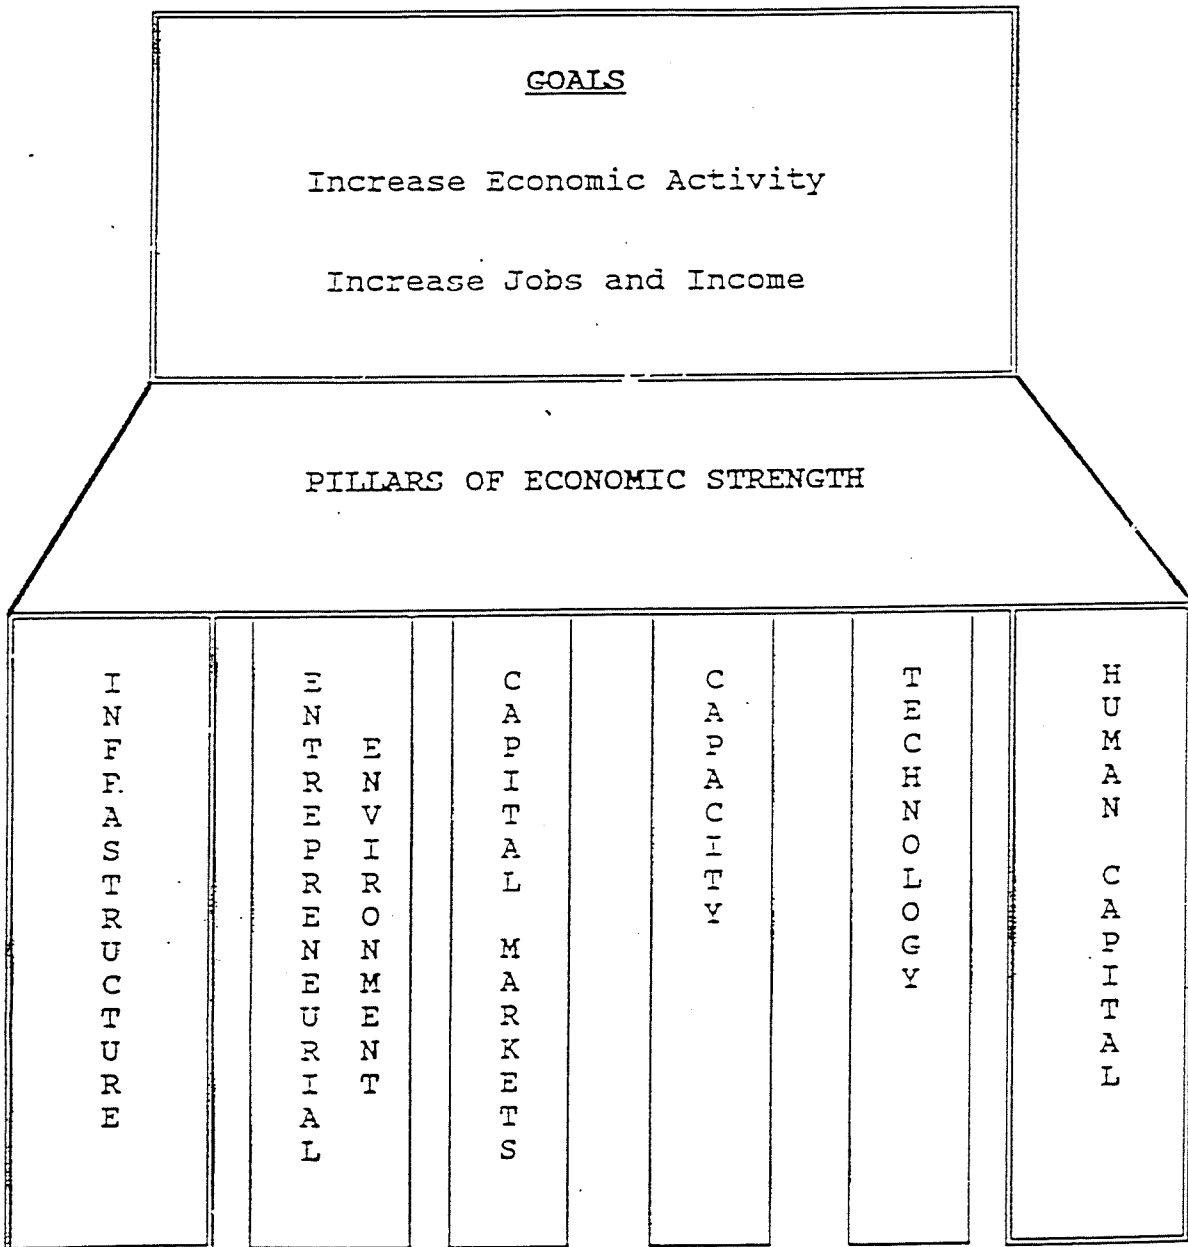 GOALS
Increase Economic Activity
Increase Jobs and Income
PILLARS OF ECONOMIC STRENGTH
INFRASTRUCTURE
ENTREPRENEURIAL
ENVIRONMENT
CAPITAL MARKETS
CAPACITY
TECHNOLOGY
HUMAN CAPITAL